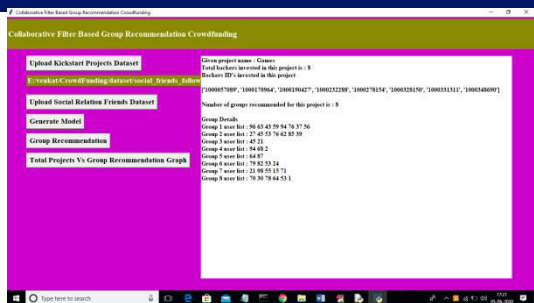 Collaborative Filter Based Group Recommendation Crowdfunding
Collaborative Filter Based Group Recommendation Crowdfunding
Upload Kickstart Projects Dataset
E:/venkat/CrowdFunding/dataset/social_friends_follow
Upload Social Relation Friends Dataset
Generate Model
Group Recommendation
Total Projects Vs Group Recommendation Graph
Given project name : Games
Total backers invested in this project is : 8
Backers ID's invested in this project
['1000057089', '1000170964', '1000190427', '1000232288', '1000278154', '1000328150', '1000331311', '1000348690']
Number of groups recommended for this project is : 8
Group Details
Group 1 user list : 96 63 43 59 94 76 37 56
Group 2 user list : 27 45 53 76 62 85 39
Group 3 user list : 45 21
Group 4 user list : 94 68 2
Group 5 user list : 64 87
Group 6 user list : 79 82 53 24
Group 7 user list : 21 98 55 15 71
Group 8 user list : 70 30 78 64 53 1
Type here to search